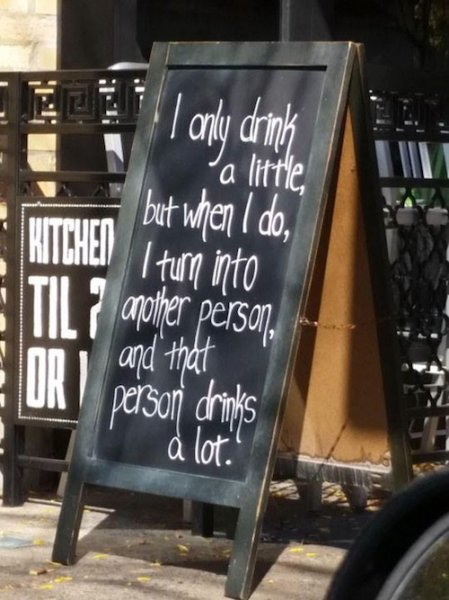 I only drink
a little,
but when I do,
I turn into
another person,
and that
person drinks
a lot.
KITCHEN
TIL
OR